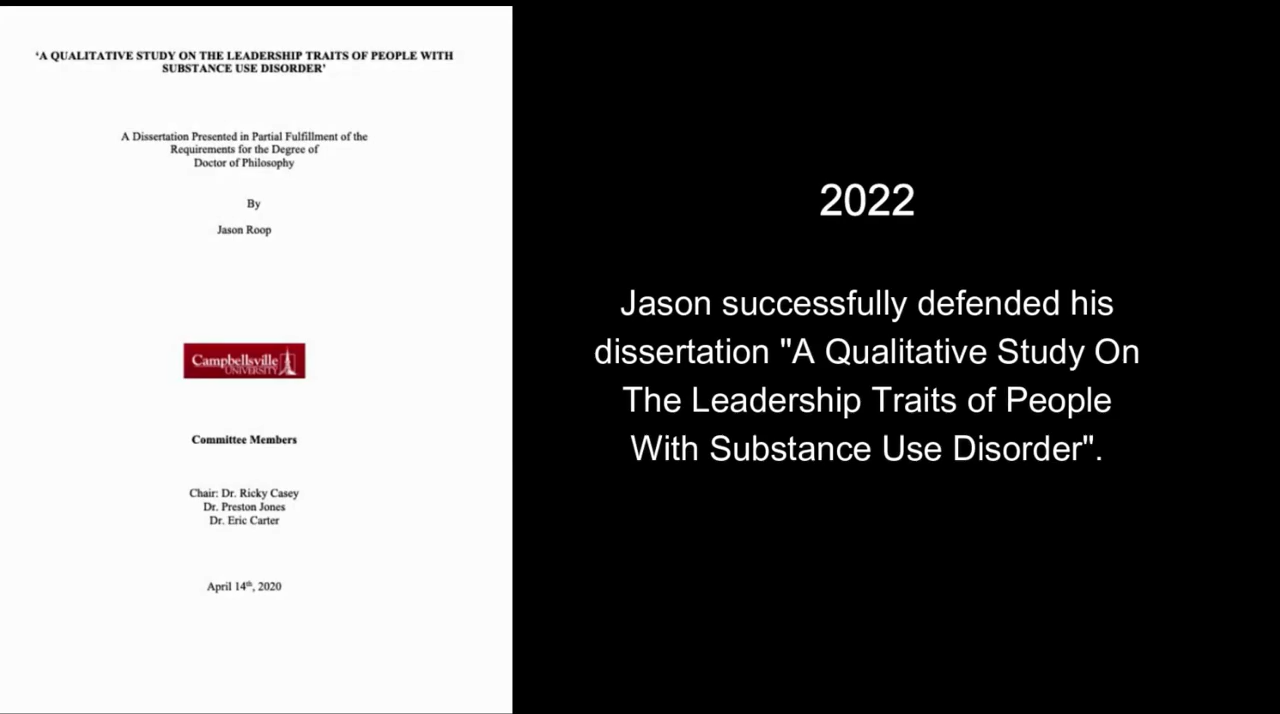 ‘A QUALITATIVE STUDY ON THE LEADERSHIP TRAITS OF PEOPLE WITH
SUBSTANCE USE DISORDER’
A Dissertation Presented in Partial Fulfillment of the
Requirements for the Degree of
Doctor of Philosophy
By
Jason Roop
Campbellsville
UNIVERSITY
Committee Members
Chair: Dr. Ricky Casey
Dr. Preston Jones
Dr. Eric Carter
April 14th, 2020
2022
Jason successfully defended his
dissertation "A Qualitative Study On
The Leadership Traits of People
With Substance Use Disorder".